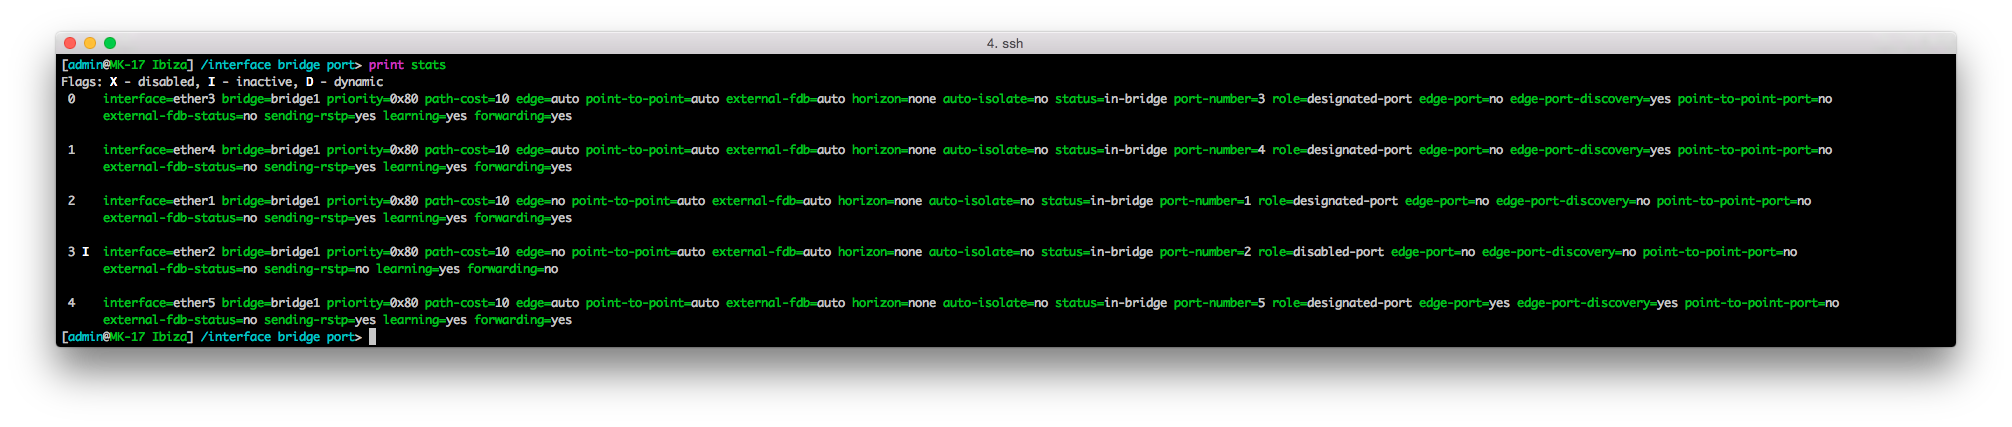 4. ssh
[admin@MK-17 Ibiza] /interface bridge port> print stats
Flags: X - disabled, I - inactive, D - dynamic
0 interface=ether3 bridge=bridge1 priority=0x80 path-cost=10 edge=auto point-to-point=auto external-fdb=auto horizon=none auto-isolate=no status=in-bridge port-number=3 role=designated-port edge-port=no edge-port-discovery=yes point-to-point-port=no
external-fdb-status=no sending-rstp=yes learning=yes forwarding=yes
1 interface=ether4 bridge=bridge1 priority=0x80 path-cost=10 edge=auto point-to-point=auto external-fdb=auto horizon=none auto-isolate=no status=in-bridge port-number=4 role=designated-port edge-port=no edge-port-discovery=yes point-to-point-port=no
external-fdb-status=no sending-rstp=yes learning=yes forwarding=yes
2 interface=ether1 bridge=bridge1 priority=0x80 path-cost=10 edge=no point-to-point=auto external-fdb=auto horizon=none auto-isolate=no status=in-bridge port-number=1 role=designated-port edge-port=no edge-port-discovery=no point-to-point-port=no
external-fdb-status=no sending-rstp=yes learning=yes forwarding=yes
3 I interface=ether2 bridge=bridge1 priority=0x80 path-cost=10 edge=no point-to-point=auto external-fdb=auto horizon=none auto-isolate=no status=in-bridge port-number=2 role=disabled-port edge-port=no edge-port-discovery=no point-to-point-port=no
external-fdb-status=no sending-rstp=no learning=yes forwarding=no
4 interface=ether5 bridge=bridge1 priority=0x80 path-cost=10 edge=auto point-to-point=auto external-fdb=auto horizon=none auto-isolate=no status=in-bridge port-number=5 role=designated-port edge-port=yes edge-port-discovery=yes point-to-point-port=no
external-fdb-status=no sending-rstp=yes learning=yes forwarding=yes
[admin@MK-17 Ibiza] /interface bridge port>